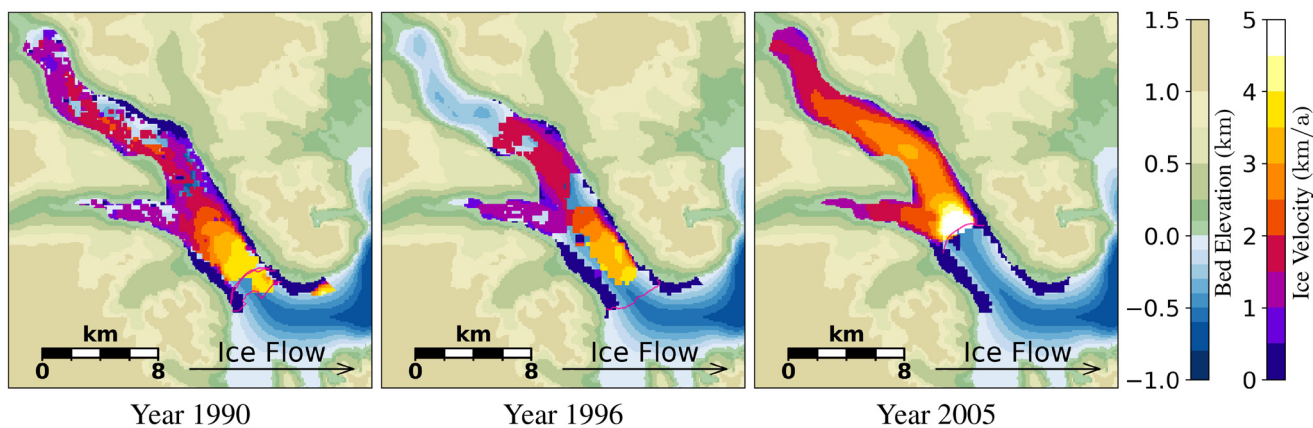 km
0 8
Ice Flow
Year 1990
km
0 8
Ice Flow
Year 1996
km
0 8
Ice Flow
Year 2005
1.5
1.0
0.5
0.0
−0.5
−1.0
Bed Elevation (km)
5
4
3
2
1
0
Ice Velocity (km/a)